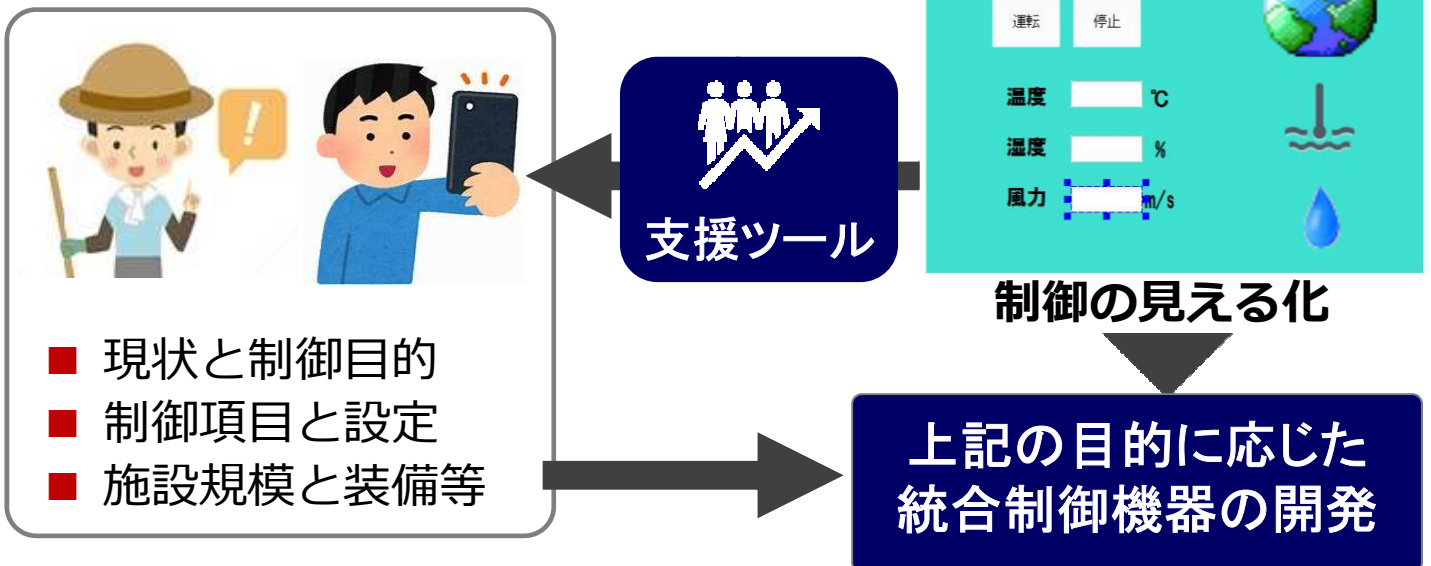 運転 停止
温度 ℃
湿度 %
風力 m/s
!
支援ツール
制御の見える化
■ 現状と制御目的
■ 制御項目と設定
■ 施設規模と装備等
上記の目的に応じた
統合制御機器の開発